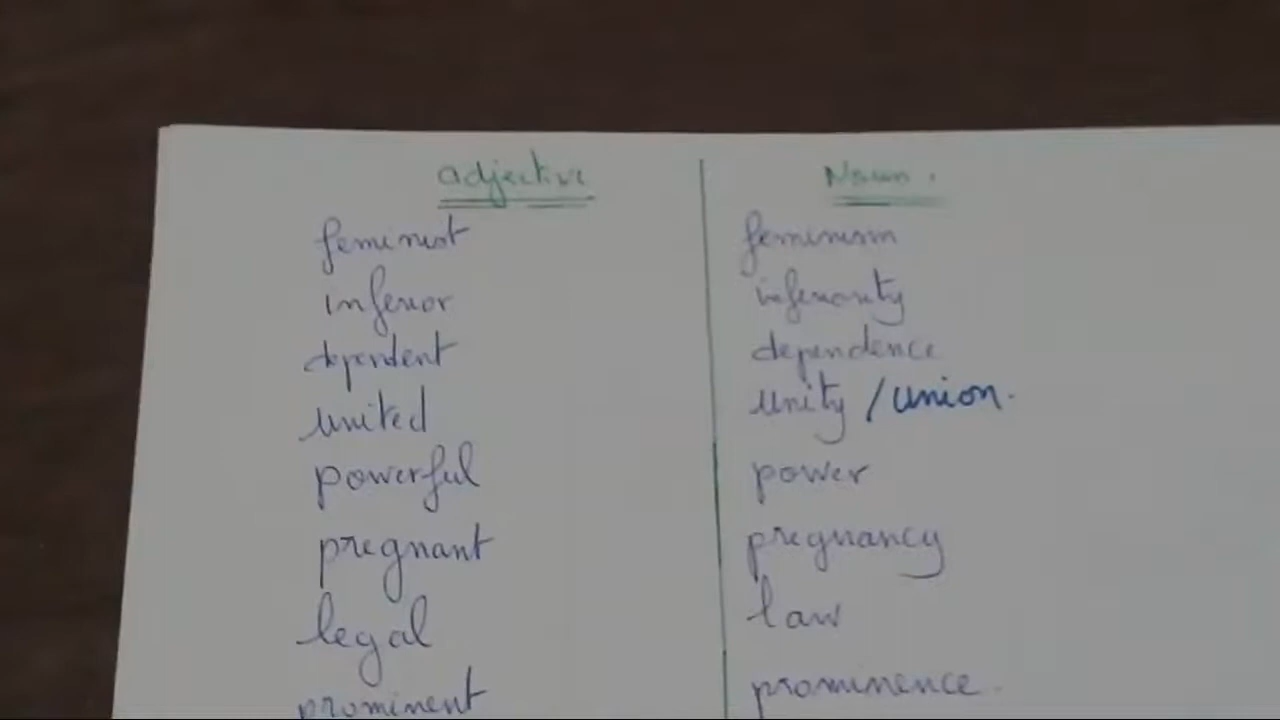 adjective Noun.
feminist feminism
inferior inferiority
dependent dependence
united unity / union.
powerful power
pregnant pregnancy
legal law
prominent prominence.